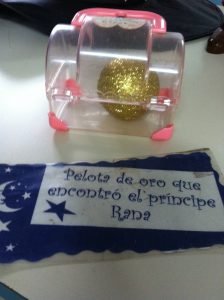 Pelota de oro que
encontró el príncipe
Rana